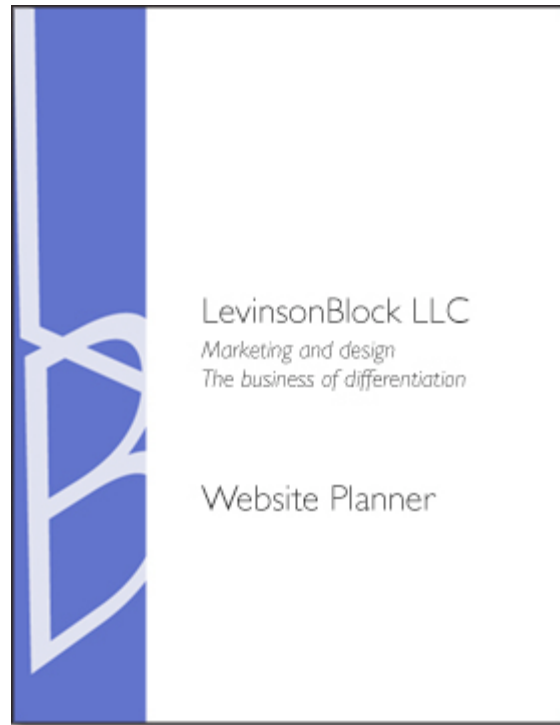 LevinsonBlock LLC
Marketing and design
The business of differentiation
Website Planner